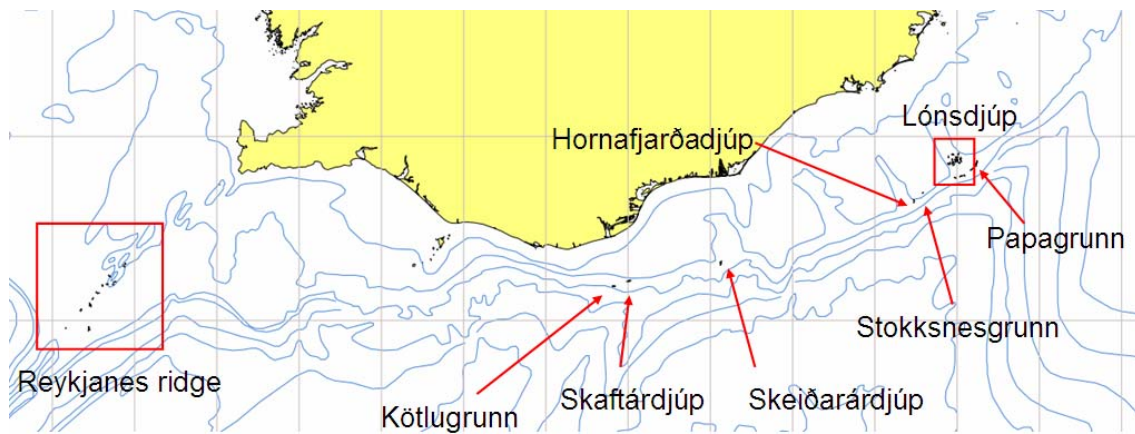 Lónsdjúp
Hornafjarðadjúp
Papagrunn
Stokksnesgrunn
Reykjanes ridge
Kötlugrunn
Skaftárdjúp
Skeiðarárdjúp